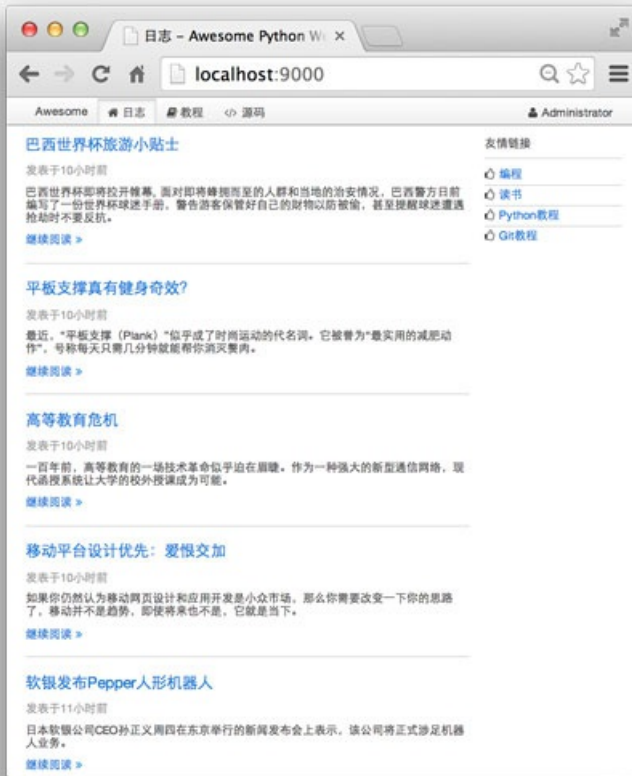 日志 - Awesome Python W
localhost:9000
Awesome 日志 教程 源码 Administrator
巴西世界杯旅游小贴士
发表于10小时前
巴西世界杯即将拉开帷幕，面对即将蜂拥而至的人群和当地的治安情况，巴西警方日前
编写了一份世界杯球迷手册，警告游客保管好自己的财物以防被偷，甚至提醒球迷遭遇
抢劫时不要反抗。
继续阅读 »
平板支撑真有健身奇效？
发表于10小时前
最近，“平板支撑（Plank）”似乎成了时尚运动的代名词。它被誉为“最实用的减肥动
作”，号称每天只需几分钟就能帮你消灭赘肉。
继续阅读 »
高等教育危机
发表于10小时前
一百年前，高等教育的一场技术革命似乎迫在眉睫。作为一种强大的新型通信网络，现
代函授系统让大学的校外授课成为可能。
继续阅读 »
移动平台设计优先：爱恨交加
发表于10小时前
如果你仍然认为移动网页设计和应用开发是小众市场，那么你需要改变一下你的思路
了，移动并不是趋势，即使将来也不是，它就是当下。
继续阅读 »
软银发布Pepper人形机器人
发表于11小时前
日本软银公司CEO孙正义周四在东京举行的新闻发布会上表示，该公司将正式涉足机器
人业务。
继续阅读 »
友情链接
编程
读书
Python教程
Git教程